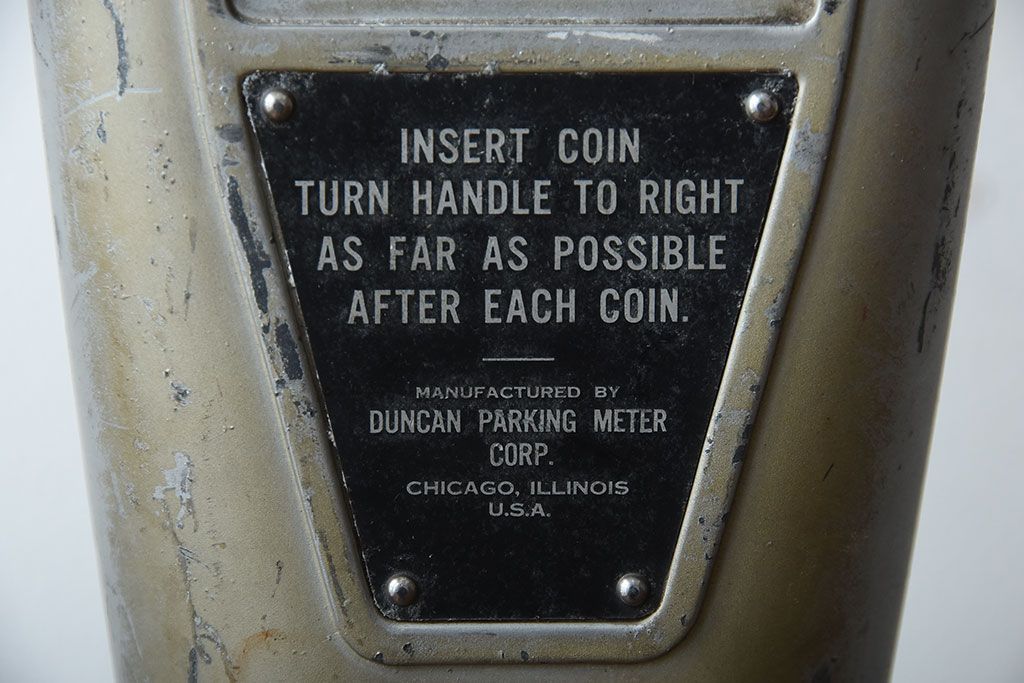 INSERT COIN
TURN HANDLE TO RIGHT
AS FAR AS POSSIBLE
AFTER EACH COIN.
MANUFACTURED BY
DUNCAN PARKING METER
CORP.
CHICAGO, ILLINOIS
U.S.A.